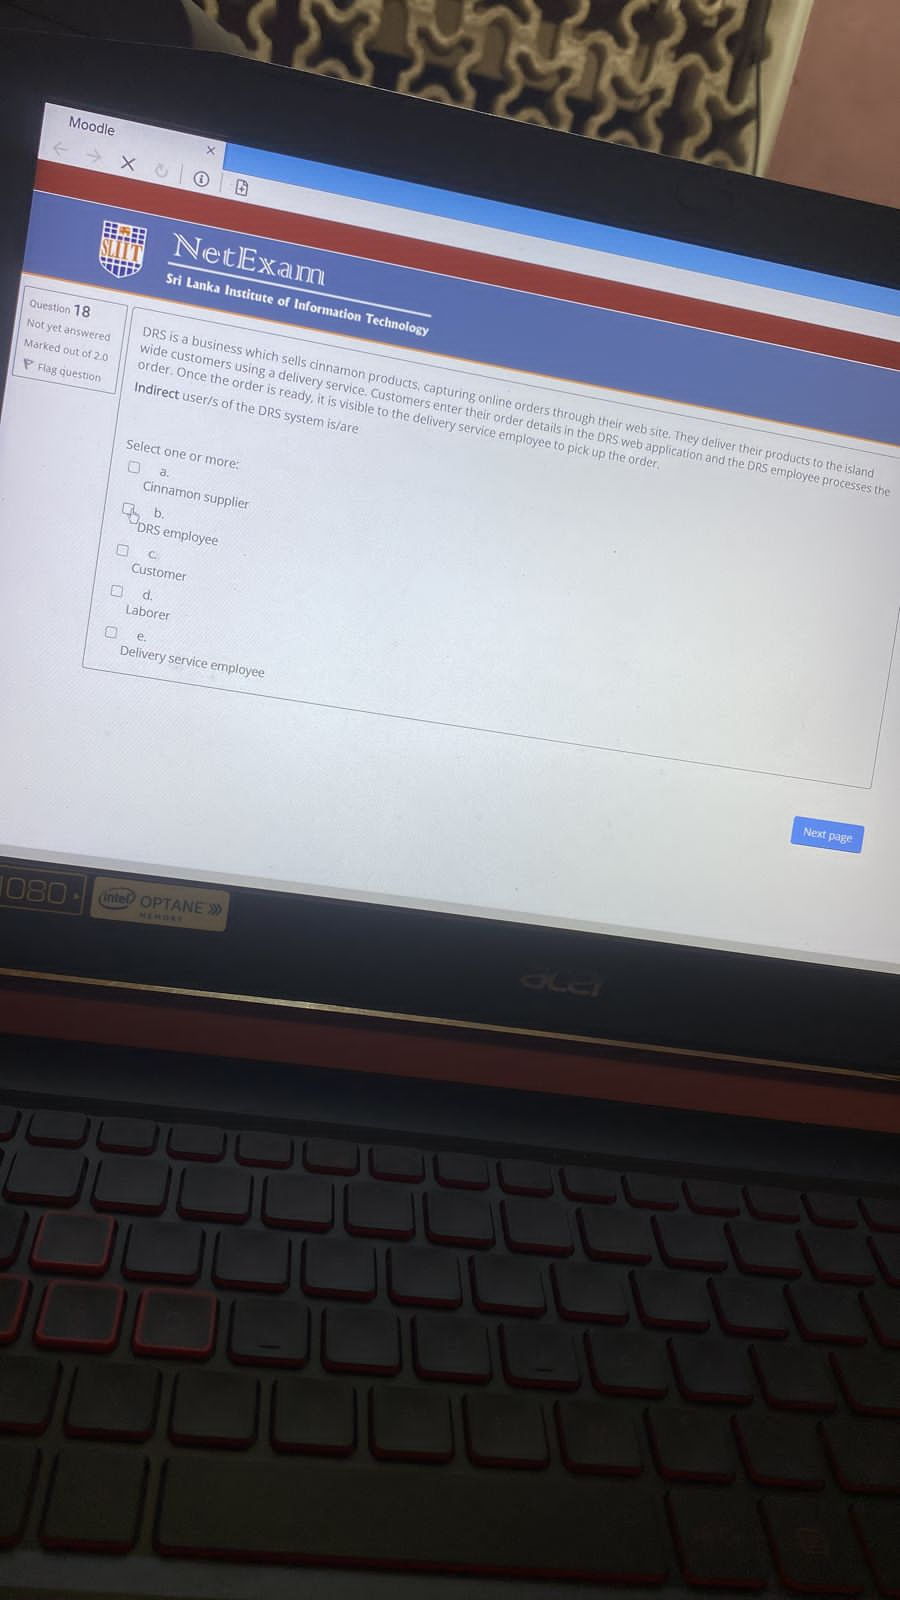 Moodle
SLIIT
NetExam
Sri Lanka Institute of Information Technology
Question 18
Not yet answered
Marked out of 2.0
Flag question
DRS is a business which sells cinnamon products, capturing online orders through their web site. They deliver their products to the island
wide customers using a delivery service. Customers enter their order details in the DRS web application and the DRS employee processes the
order. Once the order is ready, it is visible to the delivery service employee to pick up the order.
Indirect user/s of the DRS system is/are
Select one or more:
a.
Cinnamon supplier
b.
DRS employee
c.
Customer
d.
Laborer
e.
Delivery service employee
Next page
1080
intel OPTANE
MEMORY
acer